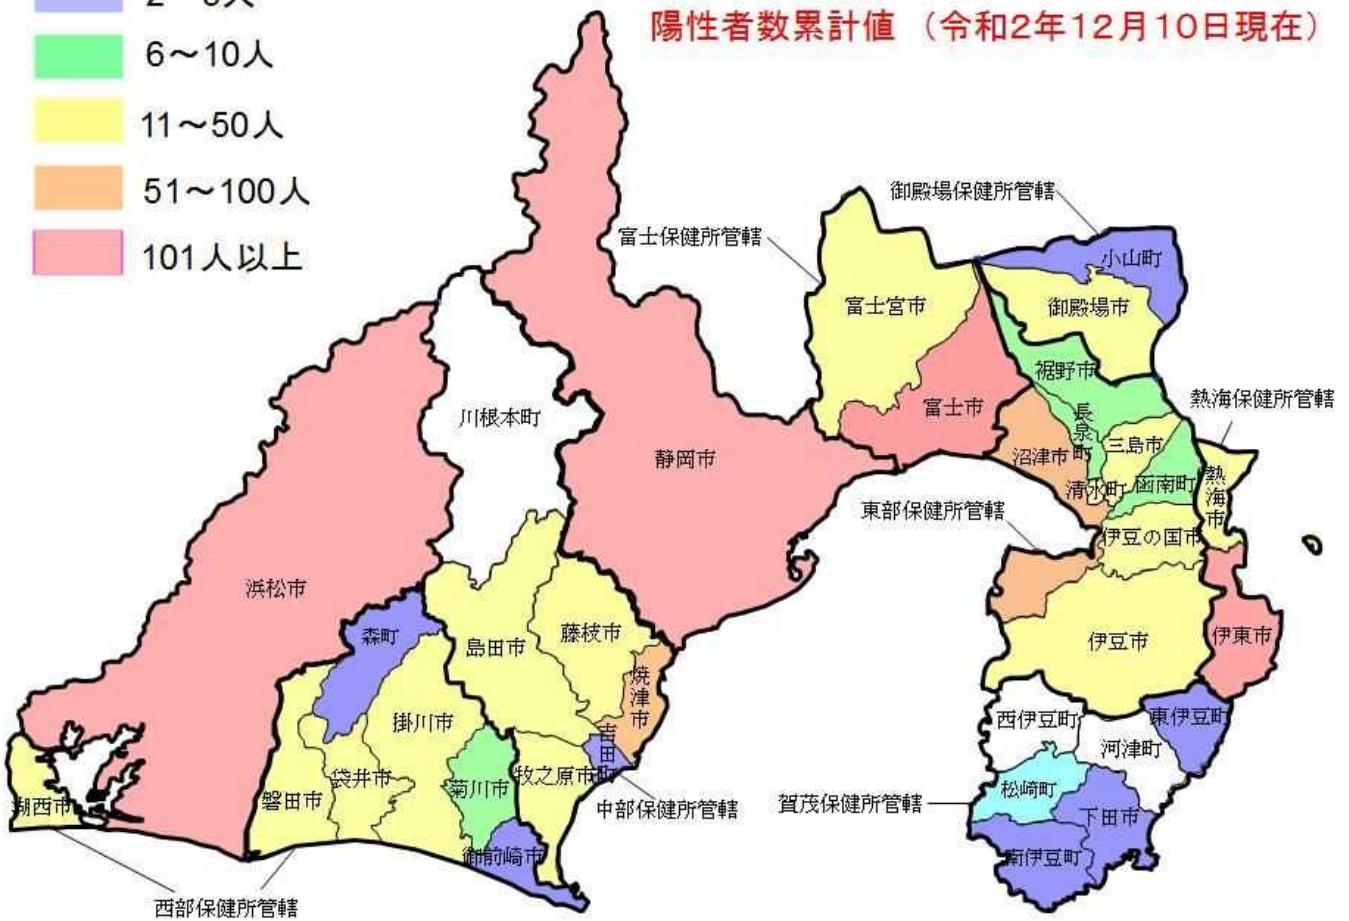 陽性者数累計値 （令和2年12月10日現在）
6～10人
11～50人
51～100人
101人以上
御殿場保健所管轄
富士保健所管轄
小山町
富士宮市
御殿場市
裾野市
熱海保健所管轄
川根本町
富士市
長泉町
三島市
静岡市
沼津市
清水町
函南町
熱海市
東部保健所管轄
伊豆の国市
浜松市
森町
島田市
藤枝市
伊豆市
伊東市
焼津市
掛川市
西伊豆町
東伊豆町
河津町
吉田町
袋井市
牧之原市
磐田市
菊川市
松崎町
湖西市
中部保健所管轄
賀茂保健所管轄
下田市
御前崎市
南伊豆町
西部保健所管轄